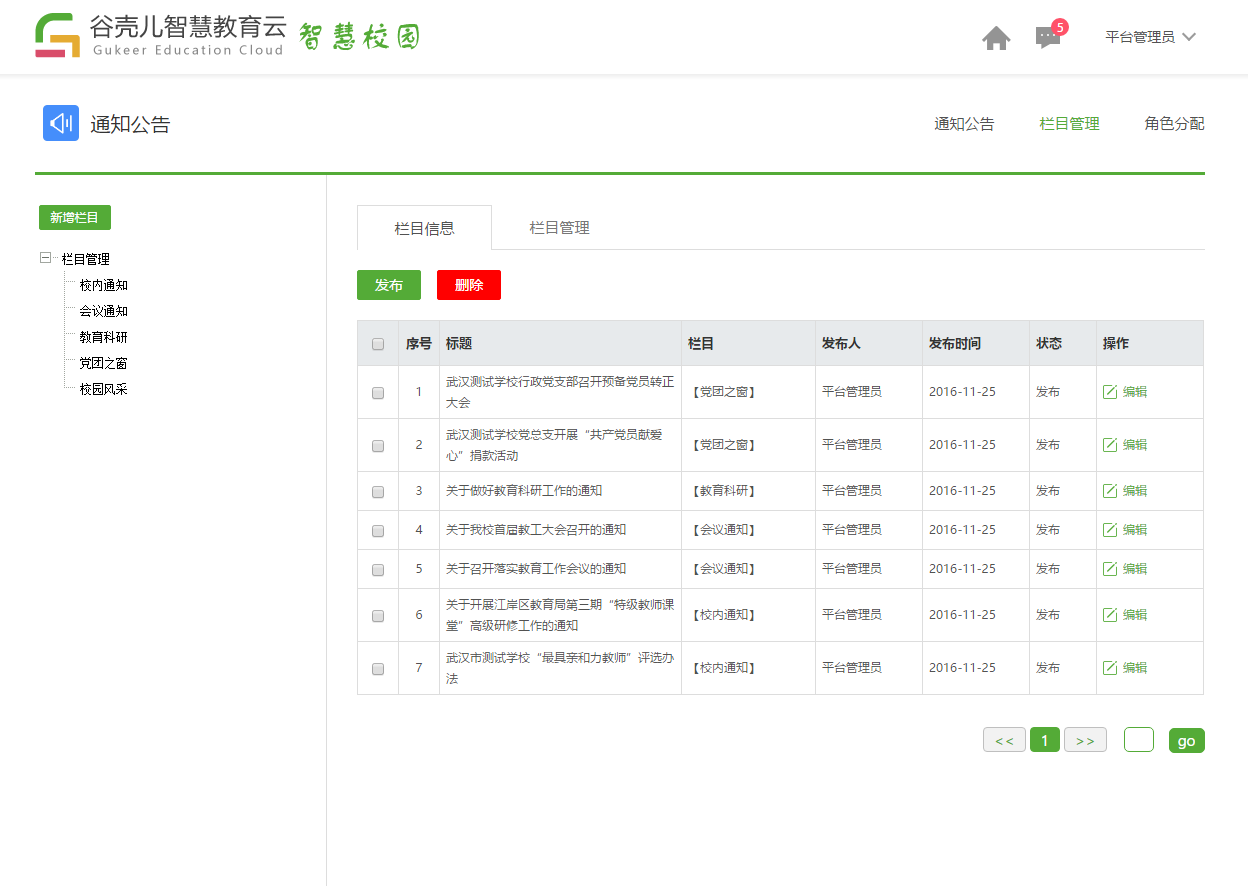 谷壳儿智慧教育云
Gukeer Education Cloud
智慧校园
5
平台管理员
通知公告
通知公告 栏目管理 角色分配
新增栏目
栏目管理
校内通知
会议通知
教育科研
党团之窗
校园风采
栏目信息 栏目管理
发布 删除
序号 标题 栏目 发布人 发布时间 状态 操作
1 武汉测试学校行政党支部召开预备党员转正
大会 【党团之窗】 平台管理员 2016-11-25 发布 编辑
2 武汉测试学校党总支开展“共产党员献爱
心”捐款活动 【党团之窗】 平台管理员 2016-11-25 发布 编辑
3 关于做好教育科研工作的通知 【教育科研】 平台管理员 2016-11-25 发布 编辑
4 关于我校首届教工大会召开的通知 【会议通知】 平台管理员 2016-11-25 发布 编辑
5 关于召开落实教育工作会议的通知 【会议通知】 平台管理员 2016-11-25 发布 编辑
6 关于开展江岸区教育局第三期“特级教师课
堂”高级研修工作的通知 【校内通知】 平台管理员 2016-11-25 发布 编辑
7 武汉市测试学校“最具亲和力教师”评选办
法 【校内通知】 平台管理员 2016-11-25 发布 编辑
<< 1 >> go